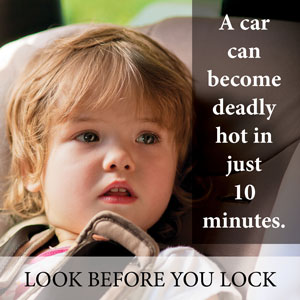 A car
can
become
deadly
hot in
just
10
minutes.
LOOK BEFORE YOU LOCK